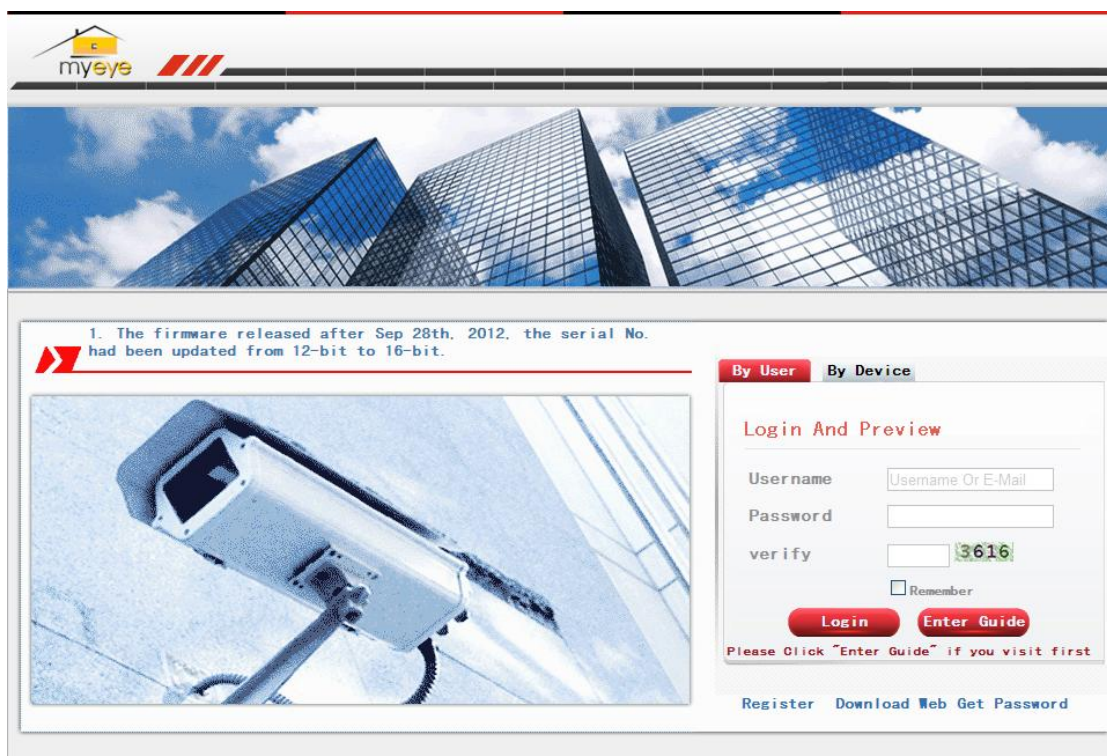 myeye
1. The firmware released after Sep 28th, 2012, the serial No.
had been updated from 12-bit to 16-bit.
By User By Device
Login And Preview
Username Username Or E-Mail
Password
verify 3616
Remember
Login Enter Guide
Please Click "Enter Guide" if you visit first
Register Download Web Get Password